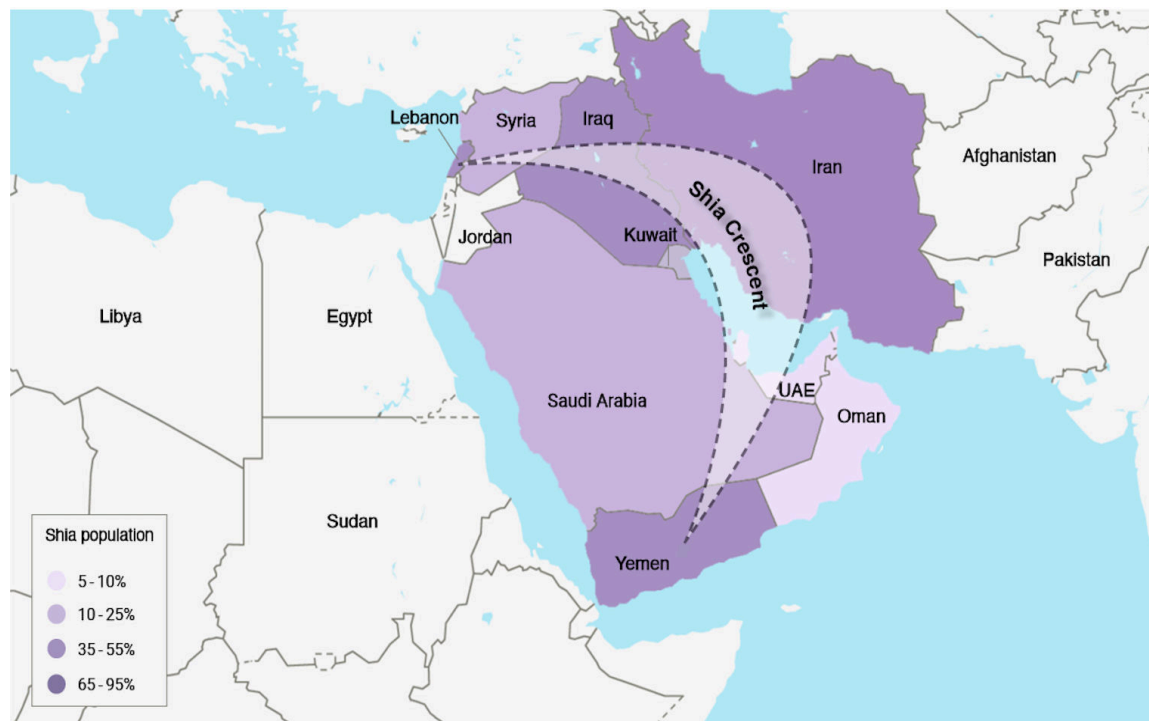 Lebanon
Syria
Iraq
Iran
Afghanistan
Shia Crescent
Jordan
Kuwait
Pakistan
Libya
Egypt
Saudi Arabia
UAE
Oman
Sudan
Yemen
Shia population
5 - 10%
10 - 25%
35 - 55%
65 - 95%